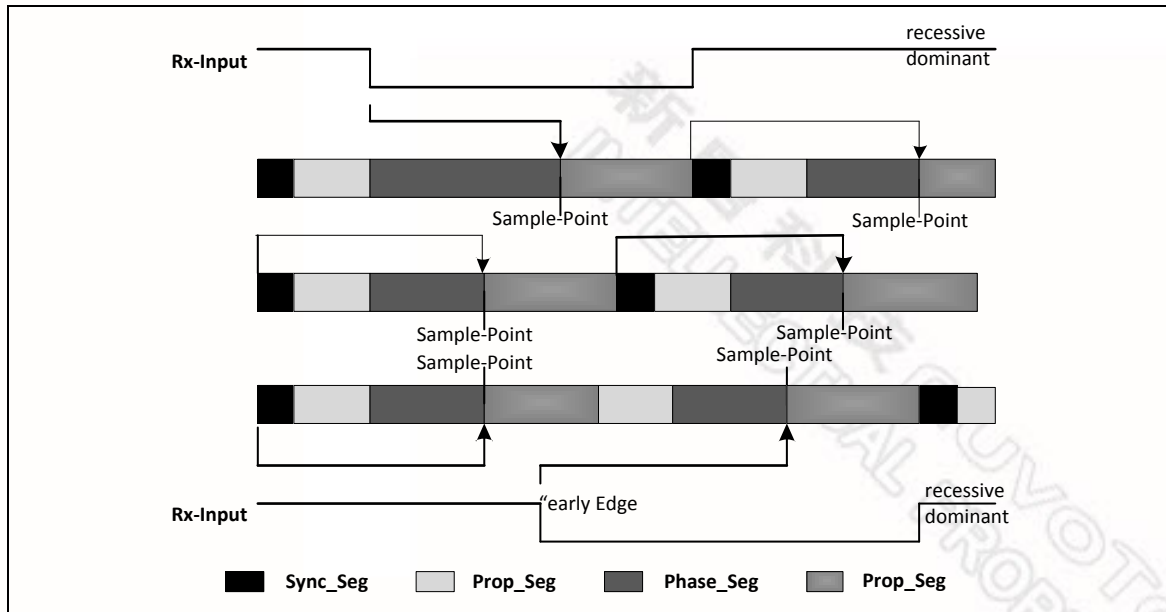 recessive
Rx-Input
dominant
Sample-Point
Sample-Point
Sample-Point
Sample-Point
Sample-Point
Sample-Point
"early Edge
Rx-Input
recessive
dominant
Sync_Seg
Prop_Seg
Phase_Seg
Prop_Seg